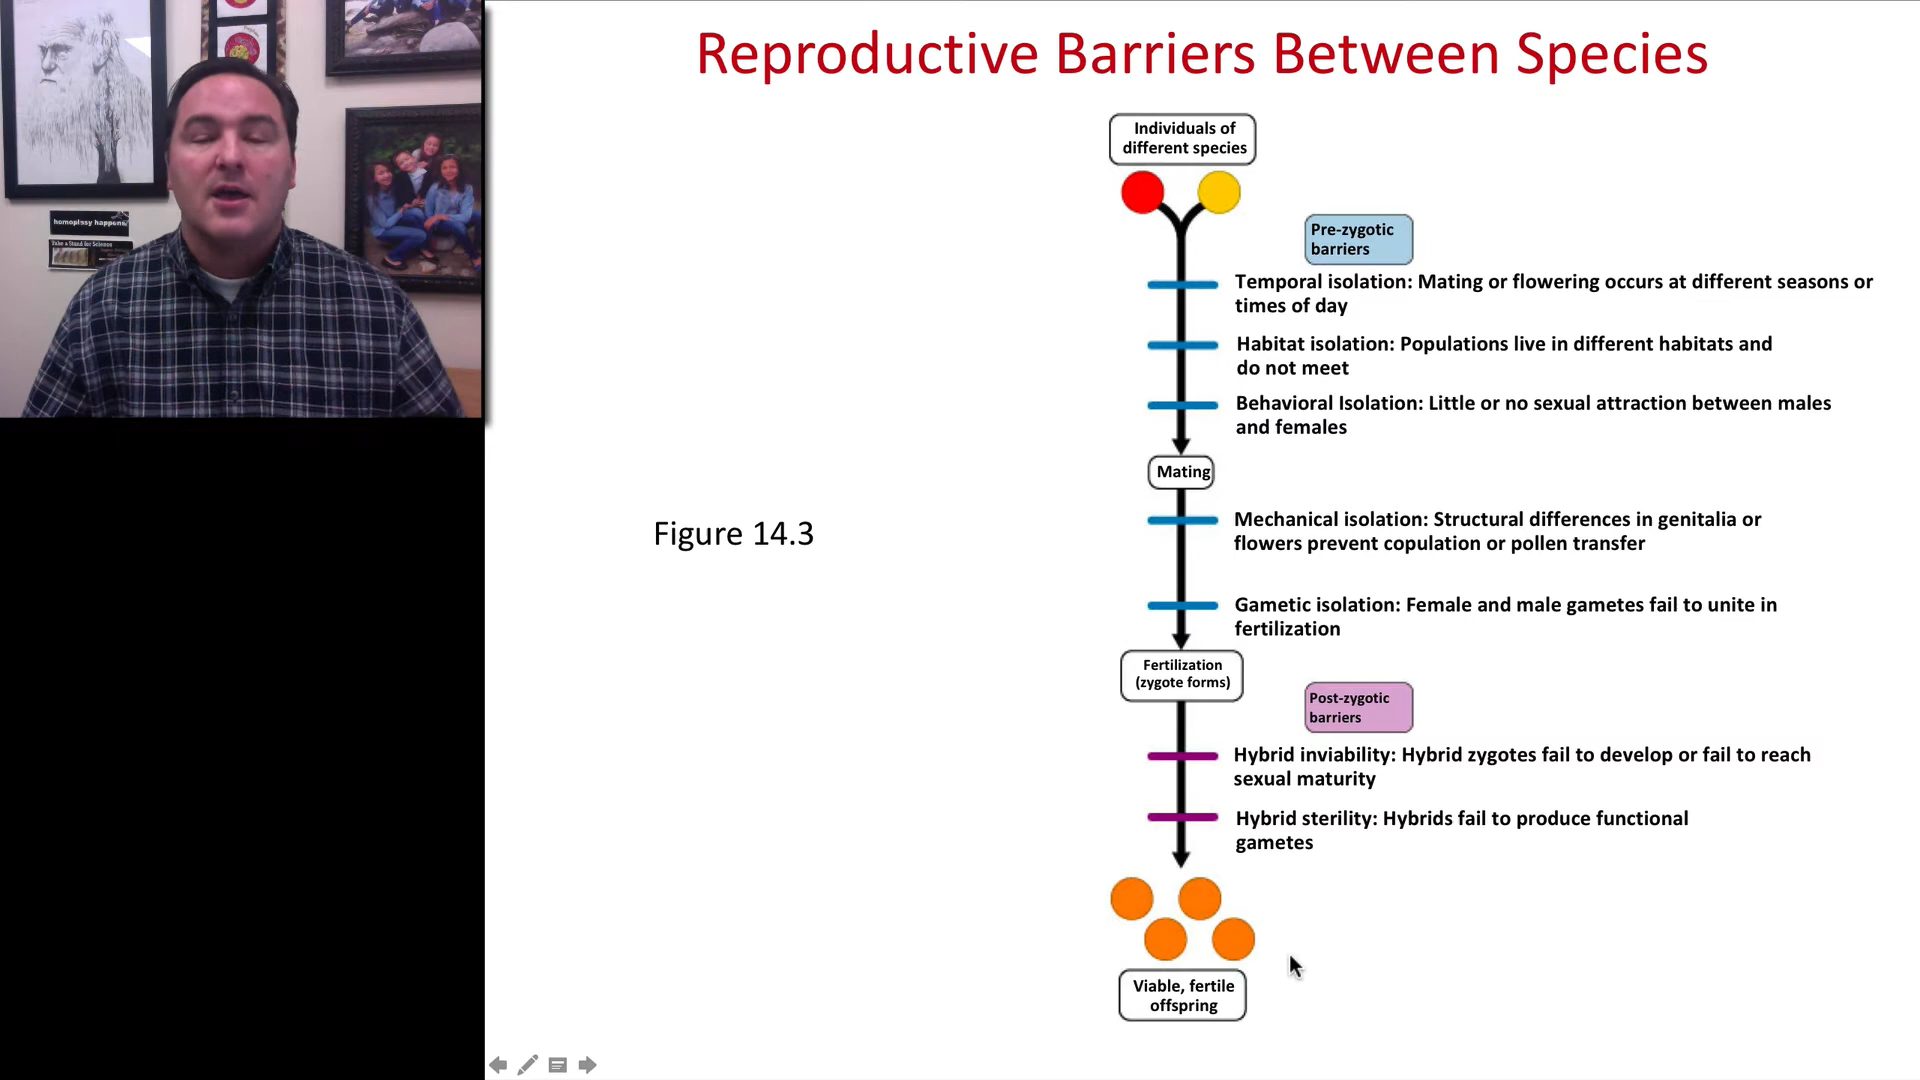 Reproductive Barriers Between Species
Individuals of
different species
Pre-zygotic
barriers
Temporal isolation: Mating or flowering occurs at different seasons or
times of day
Habitat isolation: Populations live in different habitats and
do not meet
Behavioral Isolation: Little or no sexual attraction between males
and females
Mating
Mechanical isolation: Structural differences in genitalia or
flowers prevent copulation or pollen transfer
Figure 14.3
Gametic isolation: Female and male gametes fail to unite in
fertilization
Fertilization
(zygote forms)
Post-zygotic
barriers
Hybrid inviability: Hybrid zygotes fail to develop or fail to reach
sexual maturity
Hybrid sterility: Hybrids fail to produce functional
gametes
Viable, fertile
offspring
happens
Take a Stand for Science